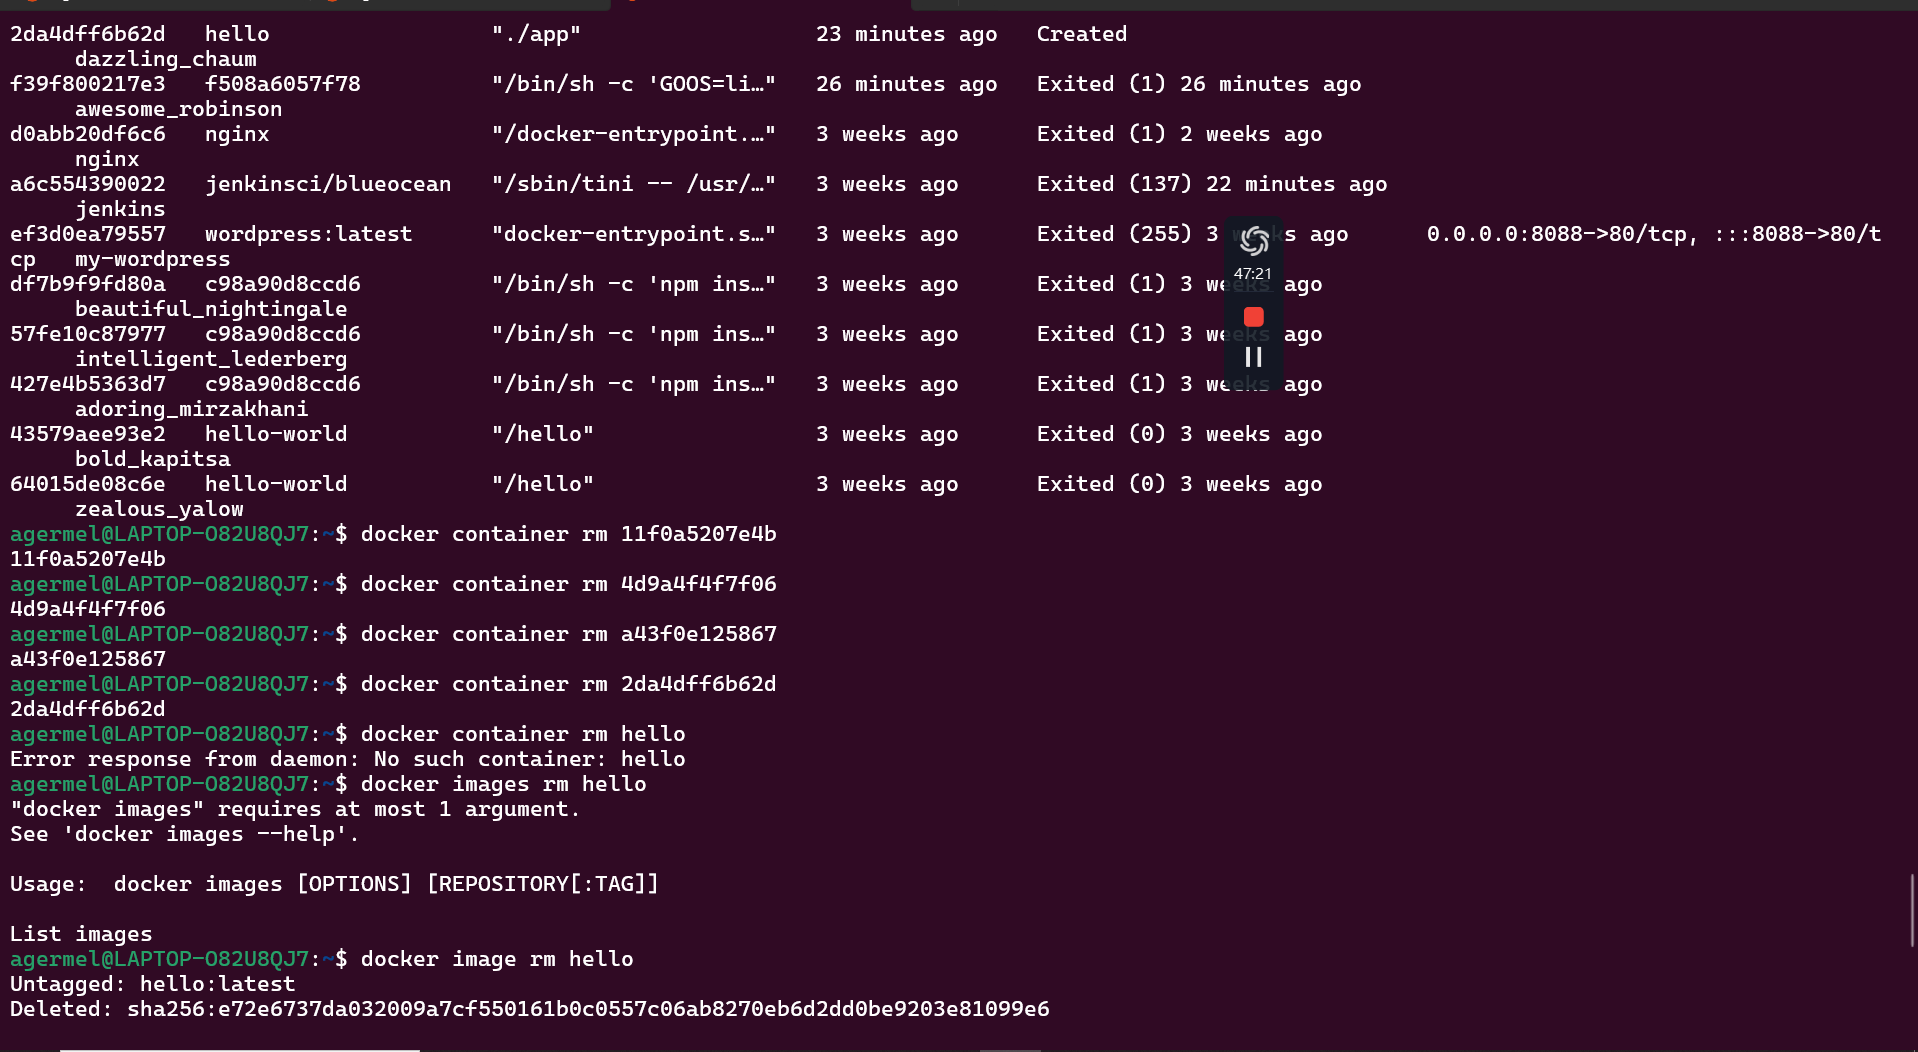 2da4dff6b62d   hello                 "./app"                  23 minutes ago   Created
     dazzling_chaum
f39f800217e3   f508a6057f78          "/bin/sh -c 'GOOS=li…"   26 minutes ago   Exited (1) 26 minutes ago
     awesome_robinson
d0abb20df6c6   nginx                 "/docker-entrypoint.…"   3 weeks ago      Exited (1) 2 weeks ago
     nginx
a6c554390022   jenkinsci/blueocean   "/sbin/tini -- /usr/…"   3 weeks ago      Exited (137) 22 minutes ago
     jenkins
ef3d0ea79557   wordpress:latest      "docker-entrypoint.s…"   3 weeks ago      Exited (255) 3 weeks ago      0.0.0.0:8088->80/tcp, :::8088->80/t
cp   my-wordpress
47:21
df7b9f9fd80a   c98a90d8ccd6          "/bin/sh -c 'npm ins…"   3 weeks ago      Exited (1) 3 weeks ago
     beautiful_nightingale
57fe10c87977   c98a90d8ccd6          "/bin/sh -c 'npm ins…"   3 weeks ago      Exited (1) 3 weeks ago
     intelligent_lederberg
427e4b5363d7   c98a90d8ccd6          "/bin/sh -c 'npm ins…"   3 weeks ago      Exited (1) 3 weeks ago
     adoring_mirzakhani
43579aee93e2   hello-world           "/hello"                 3 weeks ago      Exited (0) 3 weeks ago
     bold_kapitsa
64015de08c6e   hello-world           "/hello"                 3 weeks ago      Exited (0) 3 weeks ago
     zealous_yalow
agermel@LAPTOP-O82U8QJ7:~$ docker container rm 11f0a5207e4b
11f0a5207e4b
agermel@LAPTOP-O82U8QJ7:~$ docker container rm 4d9a4f4f7f06
4d9a4f4f7f06
agermel@LAPTOP-O82U8QJ7:~$ docker container rm a43f0e125867
a43f0e125867
agermel@LAPTOP-O82U8QJ7:~$ docker container rm 2da4dff6b62d
2da4dff6b62d
agermel@LAPTOP-O82U8QJ7:~$ docker container rm hello
Error response from daemon: No such container: hello
agermel@LAPTOP-O82U8QJ7:~$ docker images rm hello
"docker images" requires at most 1 argument.
See 'docker images --help'.

Usage:  docker images [OPTIONS] [REPOSITORY[:TAG]]

List images
agermel@LAPTOP-O82U8QJ7:~$ docker image rm hello
Untagged: hello:latest
Deleted: sha256:e72e6737da032009a7cf550161b0c0557c06ab8270eb6d2dd0be9203e81099e6